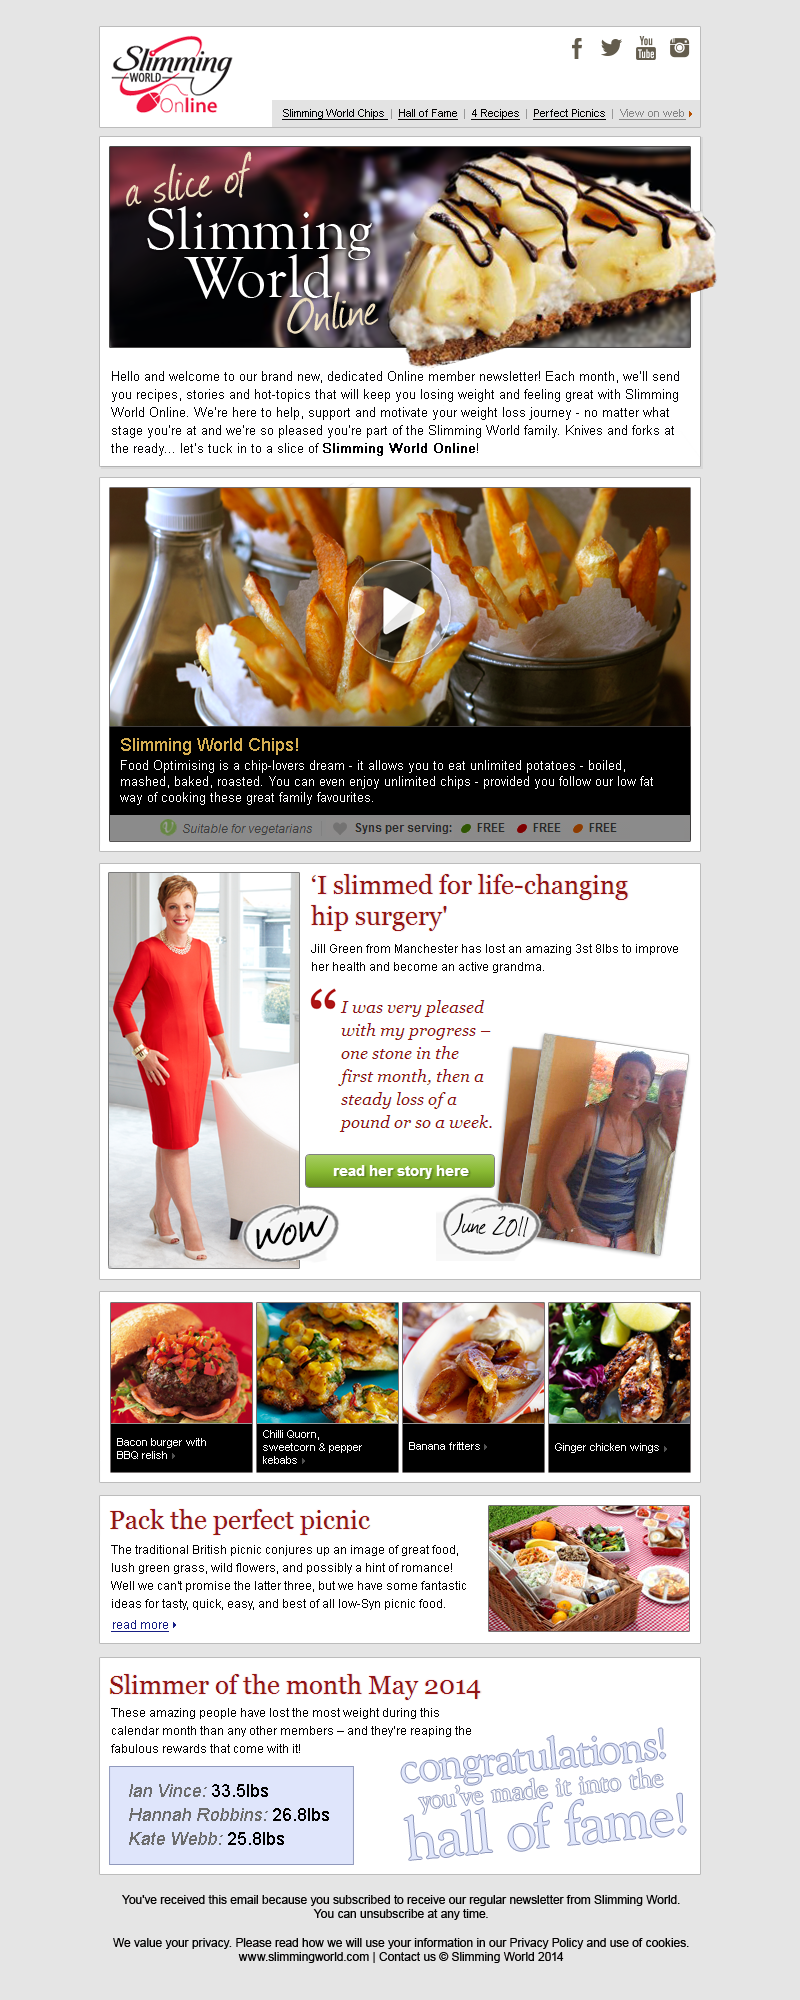 Slimming
WORLD
Online
You
Tube
Slimming World Chips | Hall of Fame | 4 Recipes | Perfect Picnics | View on web
a slice of
Slimming
World
Online
Hello and welcome to our brand new, dedicated Online member newsletter! Each month, we'll send
you recipes, stories and hot-topics that will keep you losing weight and feeling great with Slimming
World Online. We're here to help, support and motivate your weight loss journey - no matter what
stage you're at and we're so pleased you're part of the Slimming World family. Knives and forks at
the ready... let's tuck in to a slice of Slimming World Online!
Slimming World Chips!
Food Optimising is a chip-lovers dream - it allows you to eat unlimited potatoes - boiled,
mashed, baked, roasted. You can even enjoy unlimited chips - provided you follow our low fat
way of cooking these great family favourites.
Suitable for vegetarians | Syns per serving: FREE FREE FREE
‘I slimmed for life-changing
hip surgery'
Jill Green from Manchester has lost an amazing 3st 8lbs to improve
her health and become an active grandma.
“ I was very pleased
with my progress –
one stone in the
first month, then a
steady loss of a
pound or so a week.
read her story here
WOW
June 2011
Bacon burger with
BBQ relish
Chilli Quorn,
sweetcorn & pepper
kebabs
Banana fritters
Ginger chicken wings
Pack the perfect picnic
The traditional British picnic conjures up an image of great food,
lush green grass, wild flowers, and possibly a hint of romance!
Well we can't promise the latter three, but we have some fantastic
ideas for tasty, quick, easy, and best of all low-Syn picnic food.
read more
Slimmer of the month May 2014
These amazing people have lost the most weight during this
calendar month than any other members – and they're reaping the
fabulous rewards that come with it!
Ian Vince: 33.5lbs
Hannah Robbins: 26.8lbs
Kate Webb: 25.8lbs
congratulations!
you've made it into the
hall of fame!
You've received this email because you subscribed to receive our regular newsletter from Slimming World.
You can unsubscribe at any time.
We value your privacy. Please read how we will use your information in our Privacy Policy and use of cookies.
www.slimmingworld.com | Contact us © Slimming World 2014